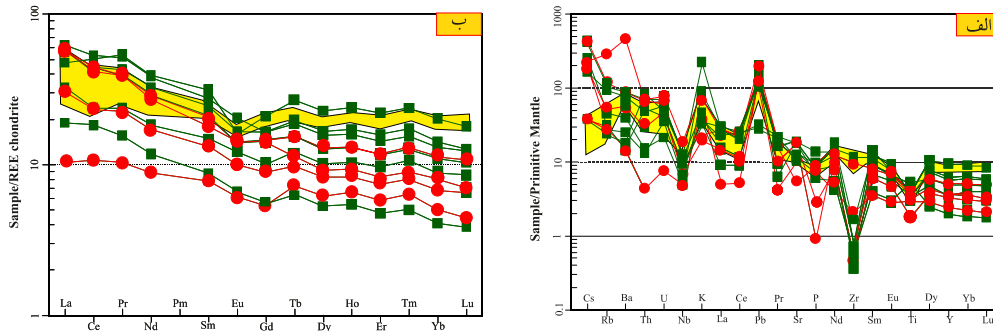 ب
Sample/REE chondrite
100
10
1
La Pr Pm Eu Tb Ho Tm Lu
Ce Nd Sm Gd Dy Er Yb
الف
Sample/Primitive Mantle
1000
100
10
1
0.1
Cs Ba U K Ce Pr P Zr Eu Dy Yb
Rb Th Nb La Pb Sr Nd Sm Ti Y Lu